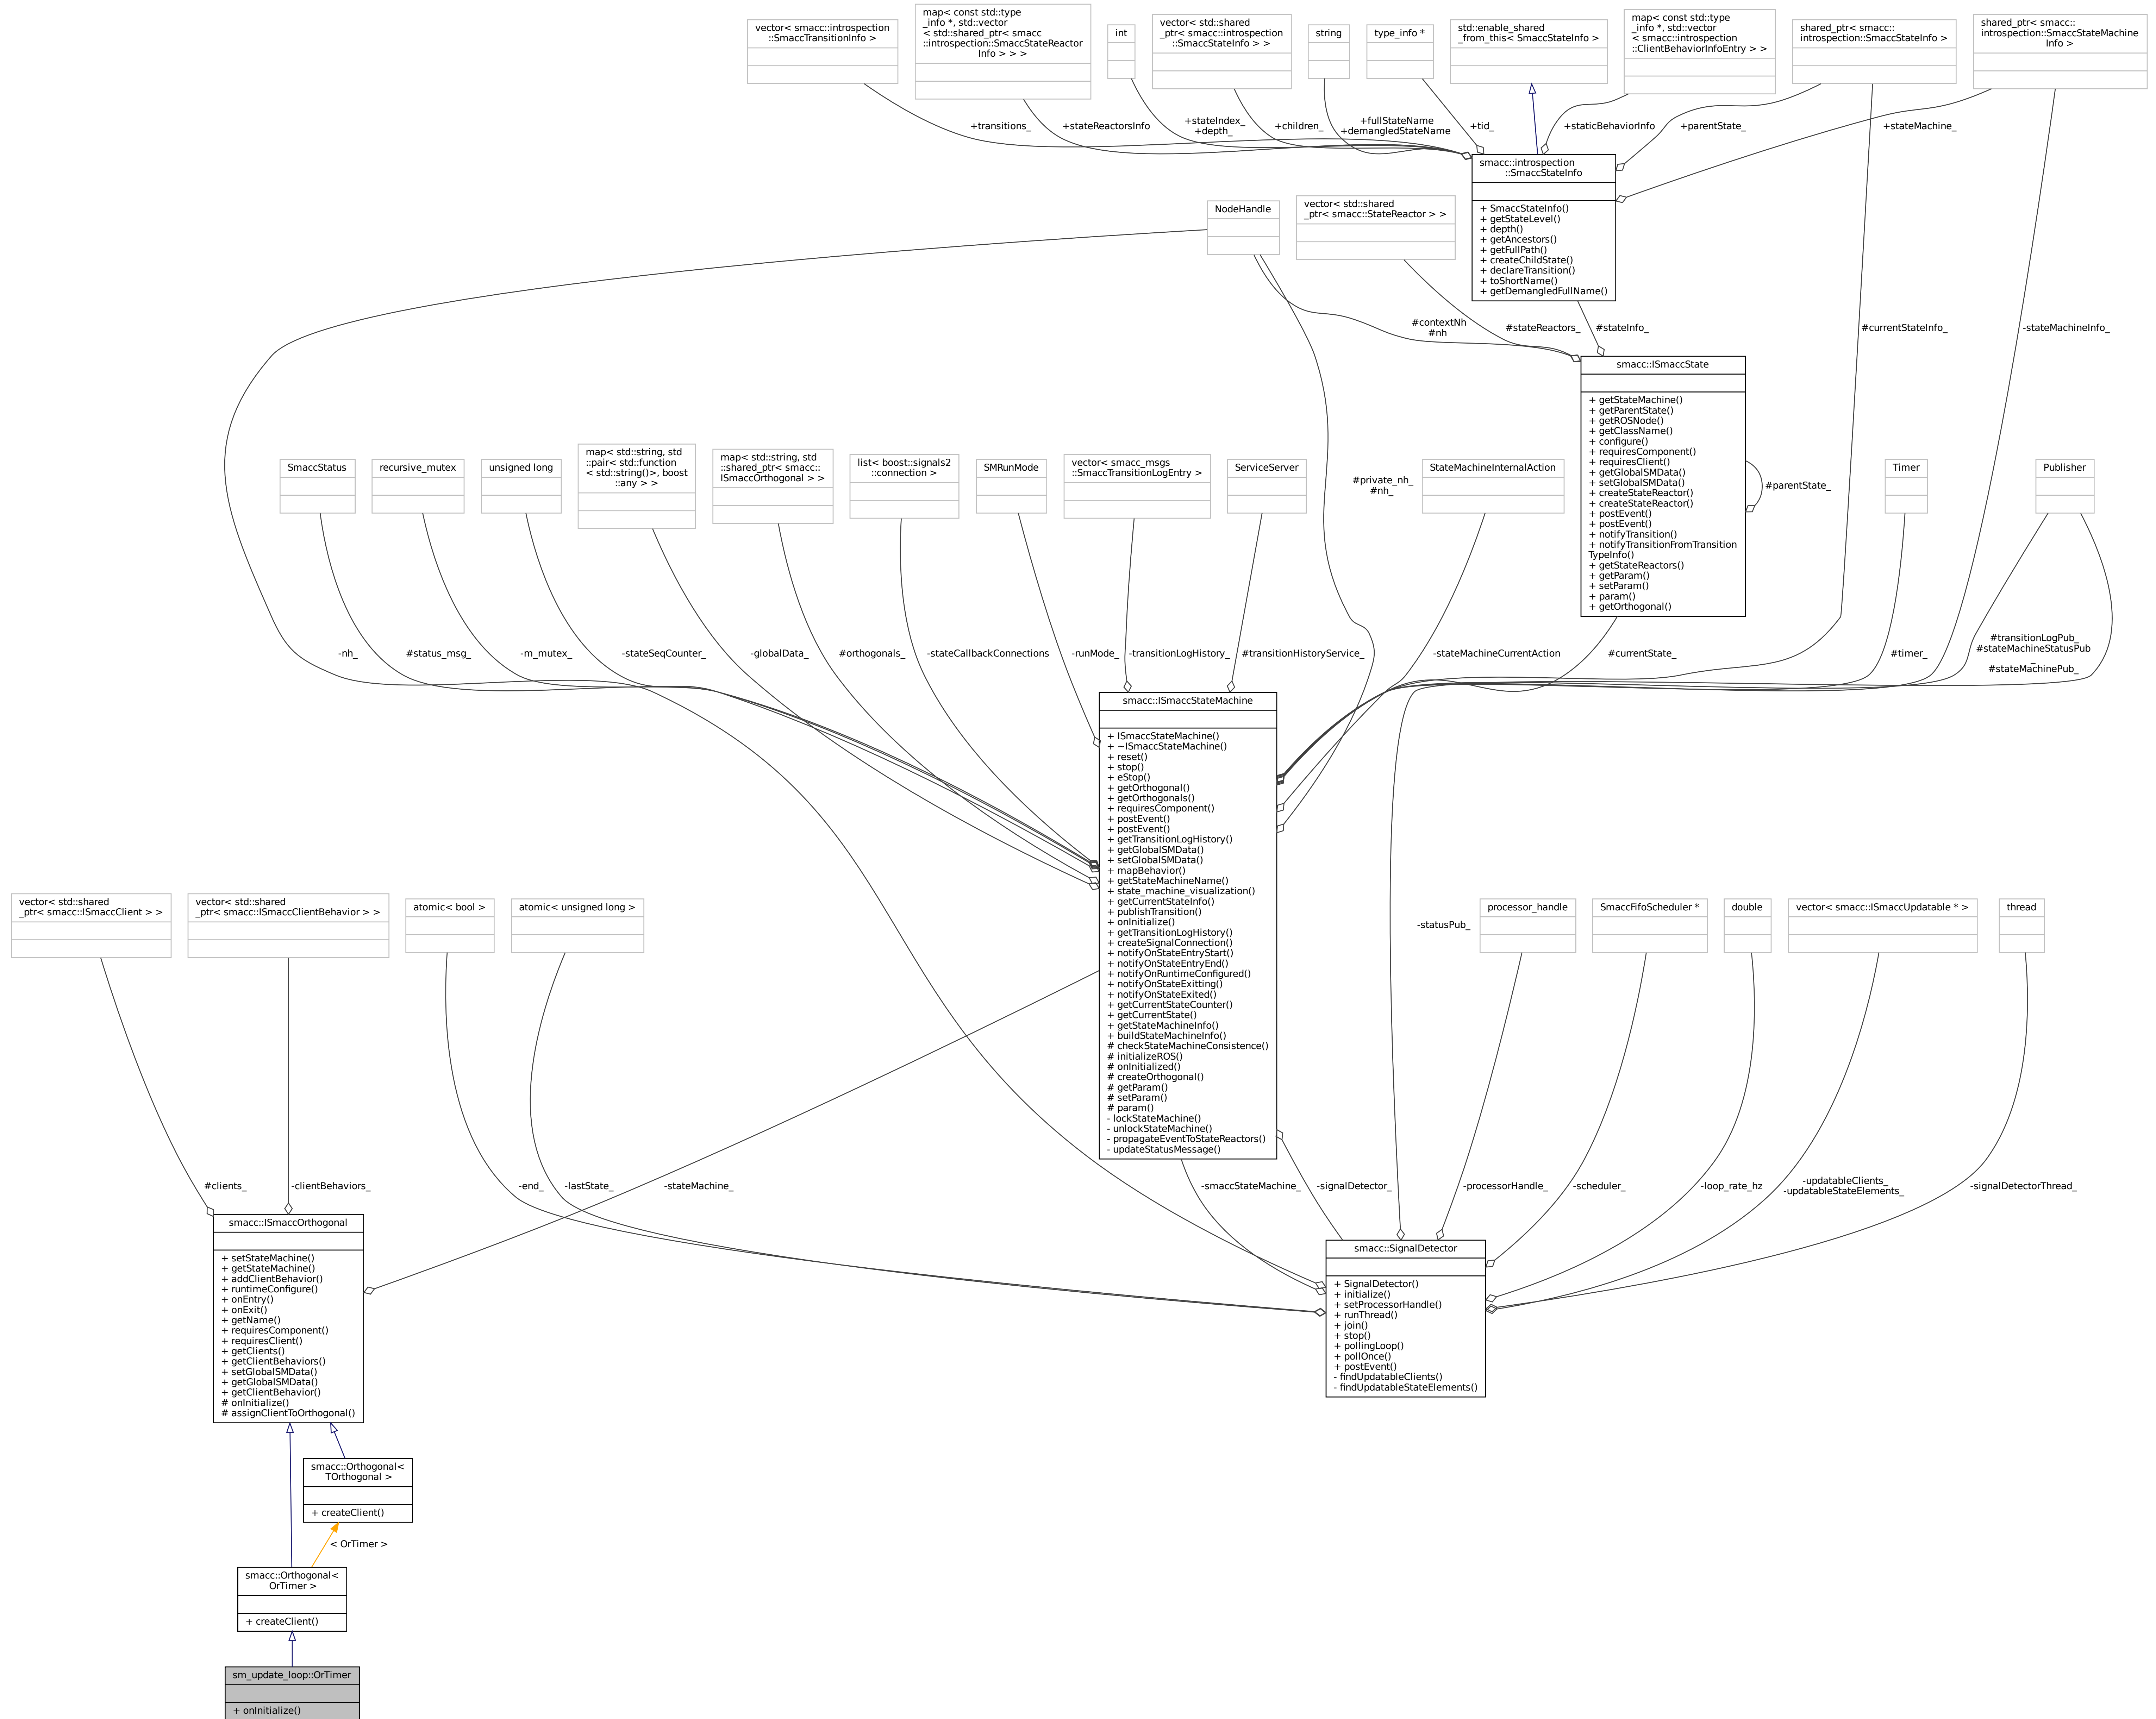 vector< smacc::introspection
::SmaccTransitionInfo >
map< const std::type
_info *, std::vector
< std::shared_ptr< smacc
::introspection::SmaccStateReactor
Info > > >
int
vector< std::shared
_ptr< smacc::introspection
::SmaccStateInfo > >
string
type_info *
std::enable_shared
_from_this< SmaccStateInfo >
map< const std::type
_info *, std::vector
< smacc::introspection
::ClientBehaviorInfoEntry > >
shared_ptr< smacc::
introspection::SmaccStateInfo >
shared_ptr< smacc::
introspection::SmaccStateMachine
Info >
+transitions_
+stateReactorsInfo
+stateIndex_
+depth_
+children_
+fullStateName
+demangledStateName
+tid_
+staticBehaviorInfo
+parentState_
+stateMachine_
smacc::introspection
::SmaccStateInfo
+ SmaccStateInfo()
+ getStateLevel()
+ depth()
+ getAncestors()
+ getFullPath()
+ createChildState()
+ declareTransition()
+ toShortName()
+ getDemangledFullName()
NodeHandle
vector< std::shared
_ptr< smacc::StateReactor > >
#contextNh
#nh
#stateReactors_
#stateInfo_
#currentStateInfo_
-stateMachineInfo_
smacc::ISmaccState
+ getStateMachine()
+ getParentState()
+ getROSNode()
+ getClassName()
+ configure()
+ requiresComponent()
+ requiresClient()
+ getGlobalSMData()
+ setGlobalSMData()
+ createStateReactor()
+ createStateReactor()
+ postEvent()
+ postEvent()
+ notifyTransition()
+ notifyTransitionFromTransition
TypeInfo()
+ getStateReactors()
+ getParam()
+ setParam()
+ param()
+ getOrthogonal()
#parentState_
SmaccStatus
recursive_mutex
unsigned long
map< std::string, std
::pair< std::function
< std::string()>, boost
::any > >
map< std::string, std
::shared_ptr< smacc::
ISmaccOrthogonal > >
list< boost::signals2
::connection >
SMRunMode
vector< smacc_msgs
::SmaccTransitionLogEntry >
ServiceServer
#private_nh_
#nh_
StateMachineInternalAction
Timer
Publisher
-nh_
#status_msg_
-m_mutex_
-stateSeqCounter_
-globalData_
#orthogonals_
-stateCallbackConnections
-runMode_
-transitionLogHistory_
#transitionHistoryService_
-stateMachineCurrentAction
#currentState_
#timer_
#transitionLogPub_
#stateMachineStatusPub
_
#stateMachinePub_
smacc::ISmaccStateMachine
+ ISmaccStateMachine()
+ ~ISmaccStateMachine()
+ reset()
+ stop()
+ eStop()
+ getOrthogonal()
+ getOrthogonals()
+ requiresComponent()
+ postEvent()
+ postEvent()
+ getTransitionLogHistory()
+ getGlobalSMData()
+ setGlobalSMData()
+ mapBehavior()
+ getStateMachineName()
+ state_machine_visualization()
+ getCurrentStateInfo()
+ publishTransition()
+ onInitialize()
+ getTransitionLogHistory()
+ createSignalConnection()
+ notifyOnStateEntryStart()
+ notifyOnStateEntryEnd()
+ notifyOnRuntimeConfigured()
+ notifyOnStateExitting()
+ notifyOnStateExited()
+ getCurrentStateCounter()
+ getCurrentState()
+ getStateMachineInfo()
+ buildStateMachineInfo()
# checkStateMachineConsistence()
# initializeROS()
# onInitialized()
# createOrthogonal()
# getParam()
# setParam()
# param()
- lockStateMachine()
- unlockStateMachine()
- propagateEventToStateReactors()
- updateStatusMessage()
vector< std::shared
_ptr< smacc::ISmaccClient > >
vector< std::shared
_ptr< smacc::ISmaccClientBehavior > >
atomic< bool >
atomic< unsigned long >
-statusPub_
processor_handle
SmaccFifoScheduler *
double
vector< smacc::ISmaccUpdatable * >
thread
#clients_
-clientBehaviors_
-end_
-lastState_
-stateMachine_
-smaccStateMachine_
-signalDetector_
-processorHandle_
-scheduler_
-loop_rate_hz
-updatableClients_
-updatableStateElements_
-signalDetectorThread_
smacc::ISmaccOrthogonal
+ setStateMachine()
+ getStateMachine()
+ addClientBehavior()
+ runtimeConfigure()
+ onEntry()
+ onExit()
+ getName()
+ requiresComponent()
+ requiresClient()
+ getClients()
+ getClientBehaviors()
+ setGlobalSMData()
+ getGlobalSMData()
+ getClientBehavior()
# onInitialize()
# assignClientToOrthogonal()
smacc::SignalDetector
+ SignalDetector()
+ initialize()
+ setProcessorHandle()
+ runThread()
+ join()
+ stop()
+ pollingLoop()
+ pollOnce()
+ postEvent()
- findUpdatableClients()
- findUpdatableStateElements()
smacc::Orthogonal<
TOrthogonal >
+ createClient()
< OrTimer >
smacc::Orthogonal<
OrTimer >
+ createClient()
sm_update_loop::OrTimer
+ onInitialize()